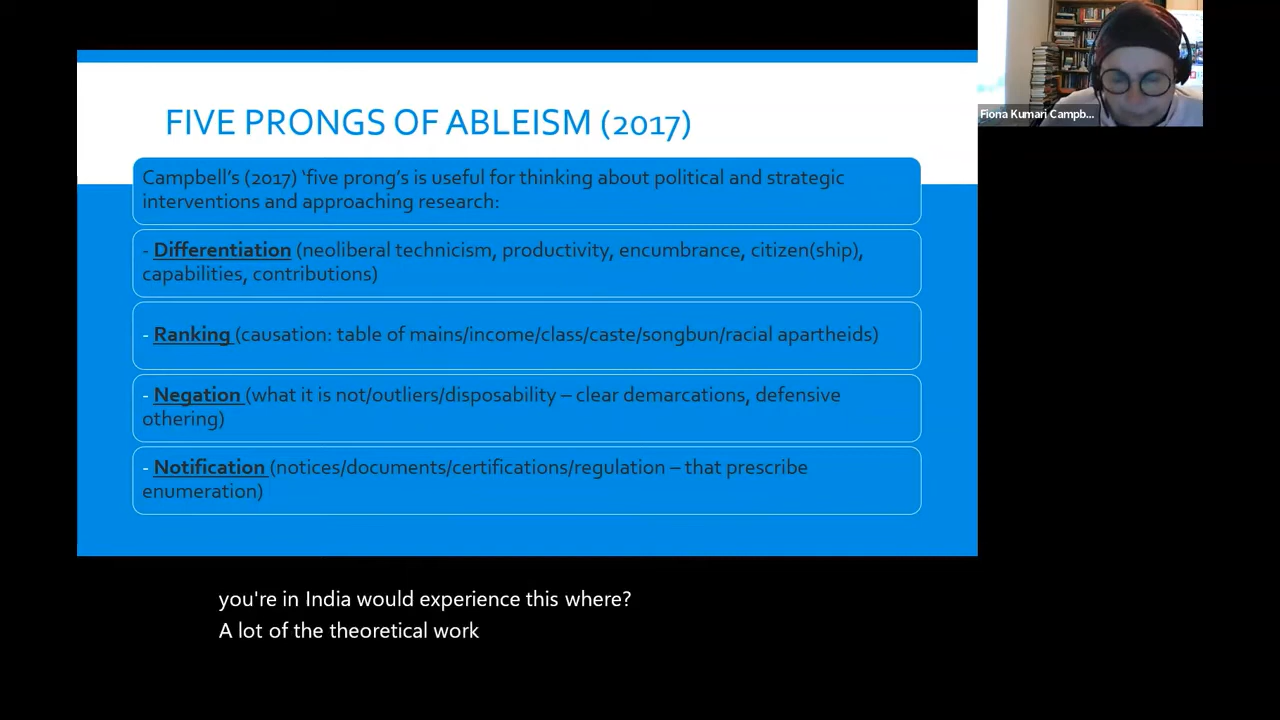 FIVE PRONGS OF ABLEISM (2017)
Campbell's (2017) 'five prong's is useful for thinking about political and strategic
interventions and approaching research:
- Differentiation (neoliberal technicism, productivity, encumbrance, citizen(ship),
capabilities, contributions)
- Ranking (causation: table of mains/income/class/caste/songbun/racial apartheids)
- Negation (what it is not/outliers/disposability – clear demarcations, defensive
othering)
- Notification (notices/documents/certifications/regulation – that prescribe
enumeration)
Fiona Kumari Campb...
you're in India would experience this where?
A lot of the theoretical work